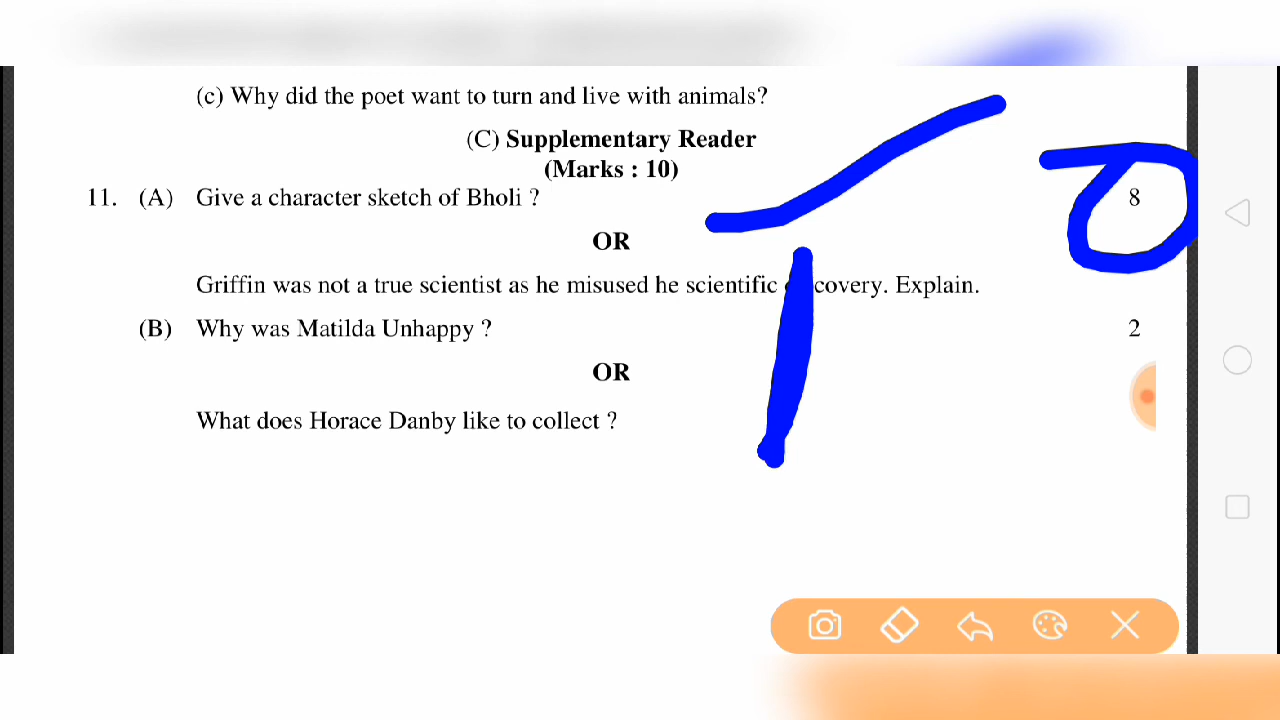 (c) Why did the poet want to turn and live with animals?
(C) Supplementary Reader
(Marks : 10)
11. (A) Give a character sketch of Bholi ? 8
OR
Griffin was not a true scientist as he misused he scientific covery. Explain.
(B) Why was Matilda Unhappy ? 2
OR
What does Horace Danby like to collect ?